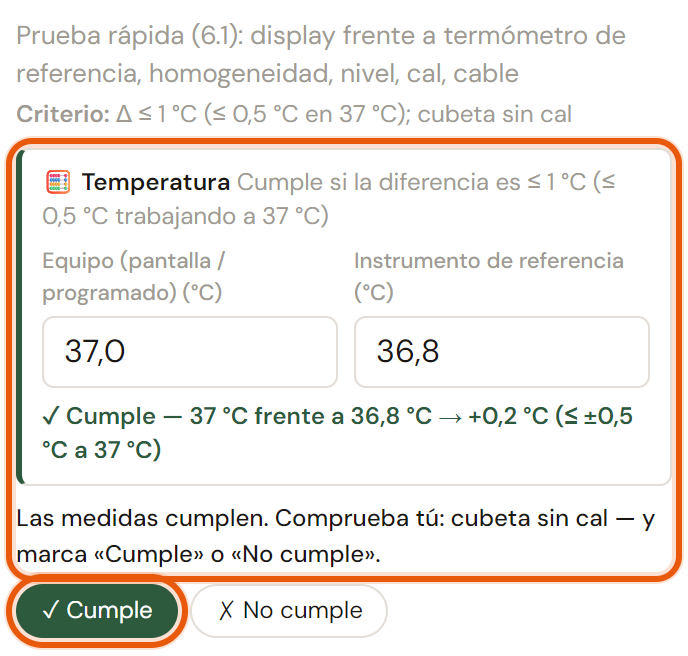 Prueba rápida (6.1): display frente a termómetro de
referencia, homogeneidad, nivel, cal, cable
Criterio: Δ ≤ 1 °C (≤ 0,5 °C en 37 °C); cubeta sin cal
Temperatura Cumple si la diferencia es ≤ 1 °C (≤
0,5 °C trabajando a 37 °C)
Equipo (pantalla /
programado) (°C)
Instrumento de referencia
(°C)
37,0
36,8
✓ Cumple — 37 °C frente a 36,8 °C → +0,2 °C (≤ ±0,5
°C a 37 °C)
Las medidas cumplen. Comprueba tú: cubeta sin cal — y
marca «Cumple» o «No cumple».
✓ Cumple
✗ No cumple